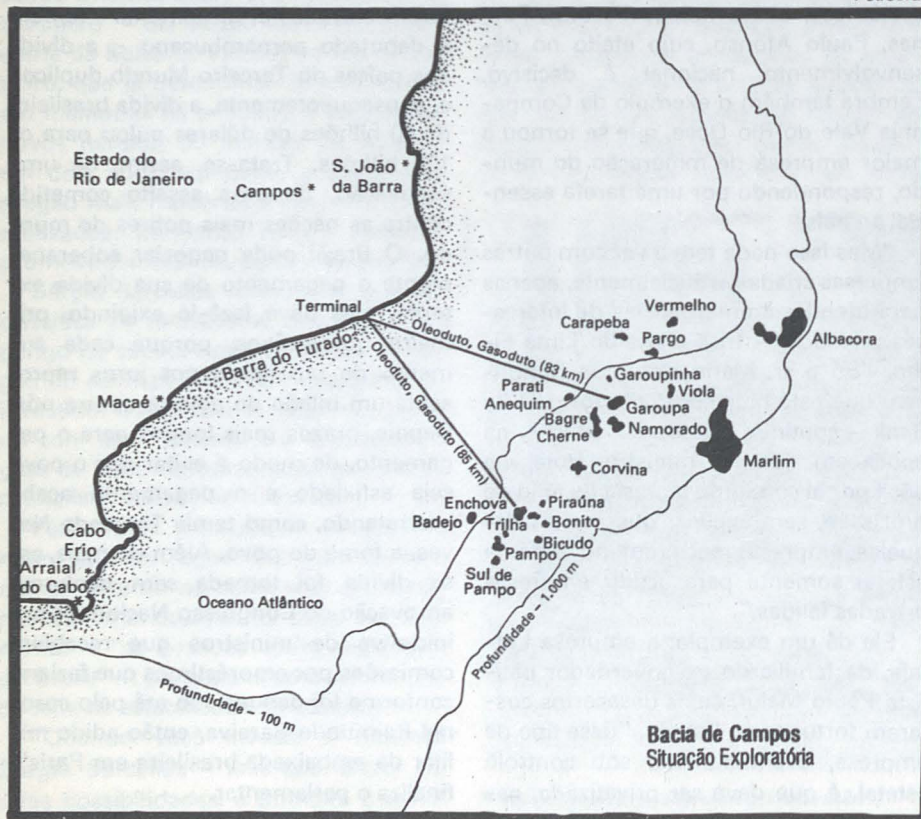 Estado do
Rio de Janeiro
Campos *
S. João *
da Barra
Terminal
Barra do Furado
Macaé *
Cabo
Frio
Arraial
do Cabo
Oceano Atlântico
Óleoduto, Gasoduto (83 km)
Óleoduto, Gasoduto (85 km)
Vermelho
Carapeba
Pargo
Albacora
Garoupinha
Parati
Viola
Anequim
Garoupa
Bagre
Namorado
Cherne
Marlim
Corvina
Enchova
Piraúna
Badejo
Trilha
Bonito
Bicudo
Pampo
Sul de
Pampo
Profundidade – 100 m
Profundidade – 1,000 m
Bacia de Campos
Situação Exploratória